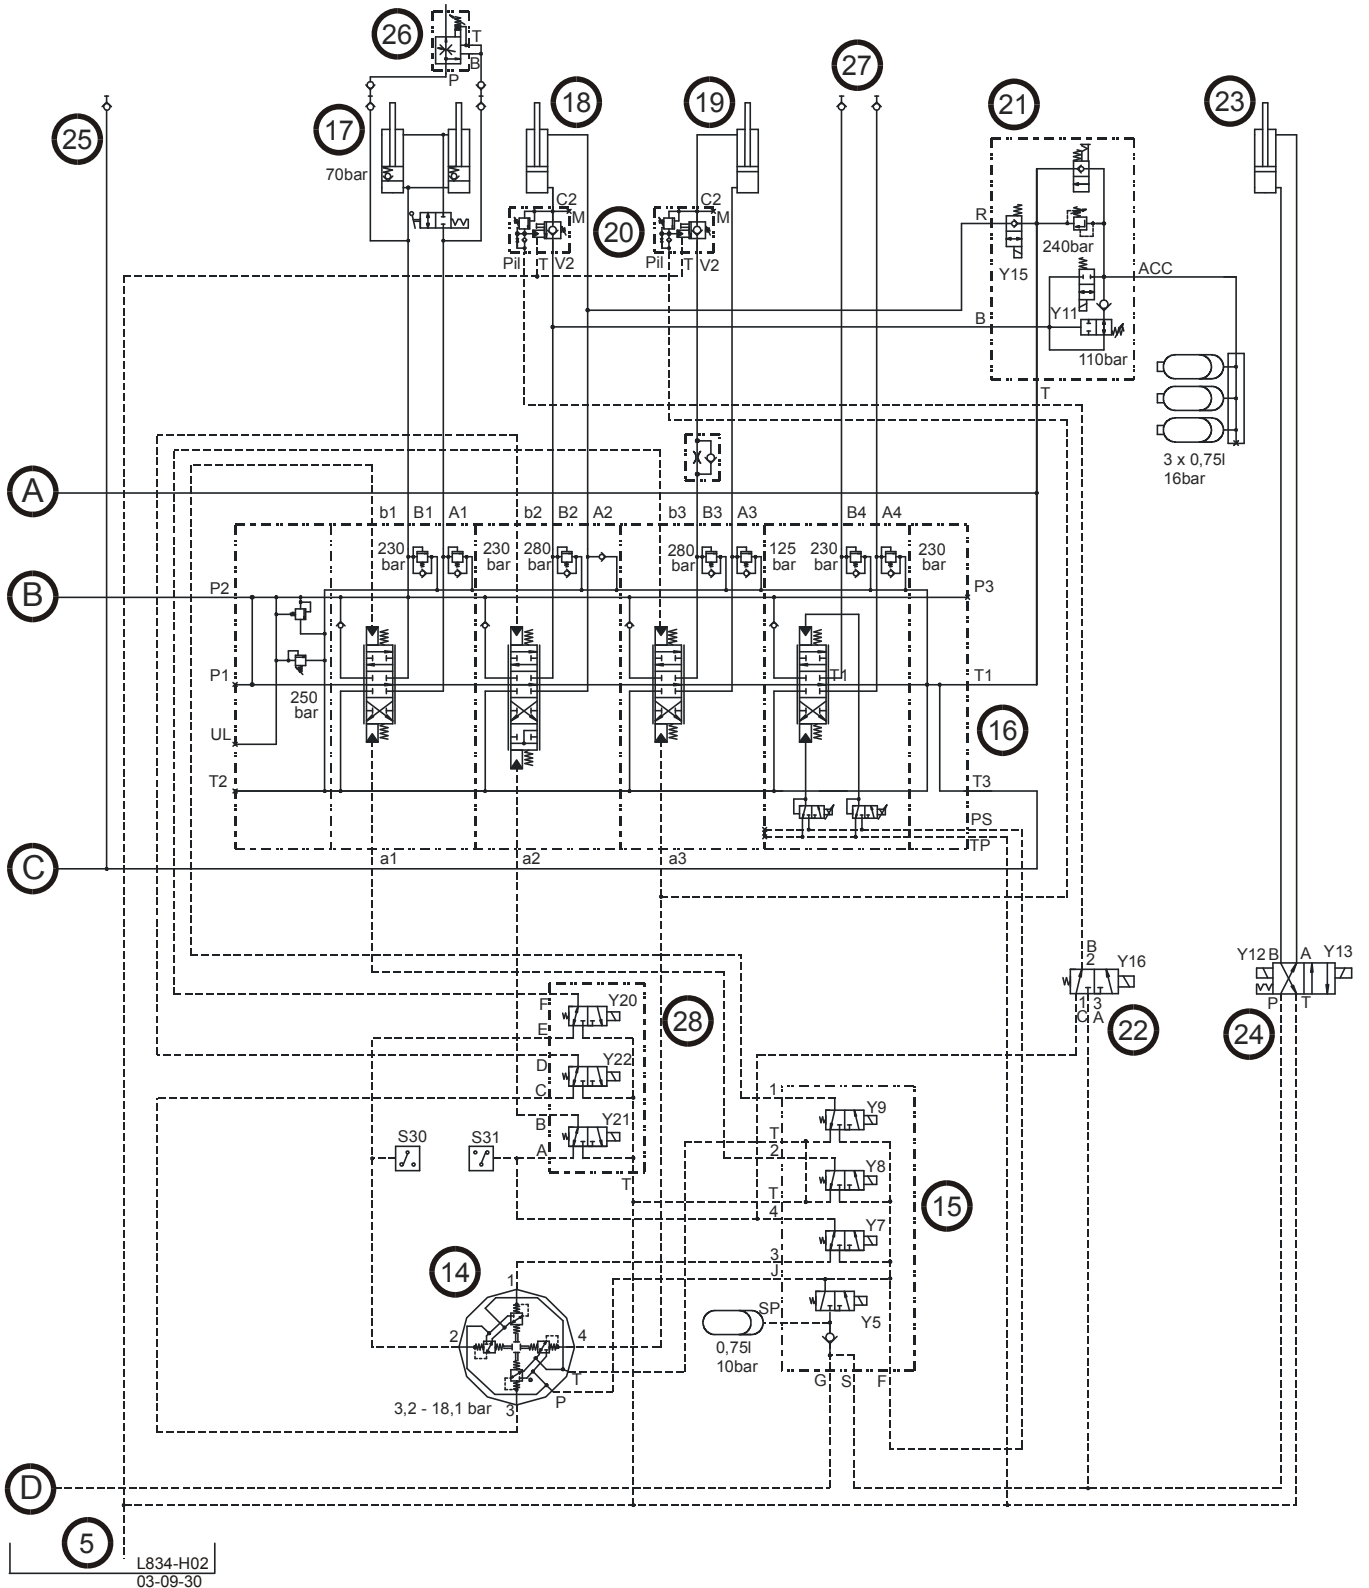 26
T
B
P
27
25
17
70bar
18
19
21
23
C2
M
Pil
T
V2
20
C2
M
Pil
T
V2
R
Y15
240bar
ACC
Y11
B
110bar
T
3 x 0,75l
16bar
A
b1
B1
A1
b2
B2
A2
b3
B3
A3
B4
A4
230
bar
230
bar
280
bar
280
bar
125
bar
230
bar
230
bar
B
P2
P3
P1
250
bar
T1
T1
UL
16
T2
T3
PS
TP
C
a1
a2
a3
B
2
Y16
1
3
C
A
22
Y12
B
A
Y13
P
T
24
F
Y20
E
28
D
Y22
C
B
Y21
A
T
S30
S31
1
Y9
T
2
Y8
T
4
Y7
15
3
J
14
1
2
4
T
P
3
3,2 - 18,1 bar
SP
Y5
0,75l
10bar
G
S
F
D
5
L834-H02
03-09-30